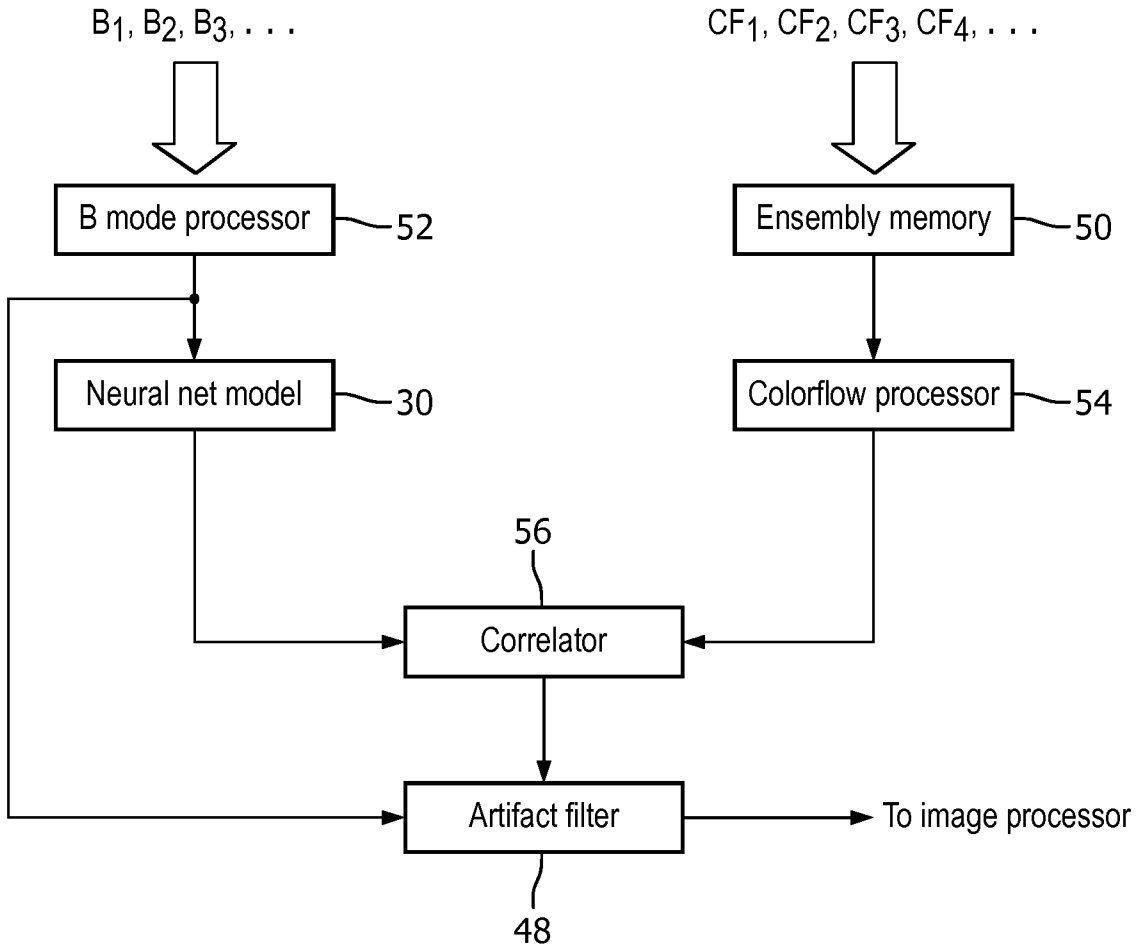 B1, B2, B3, . . .
CF1, CF2, CF3, CF4, . . .
B mode processor
52
Ensembly memory
50
Neural net model
30
Colorflow processor
54
56
Correlator
Artifact filter
To image processor
48